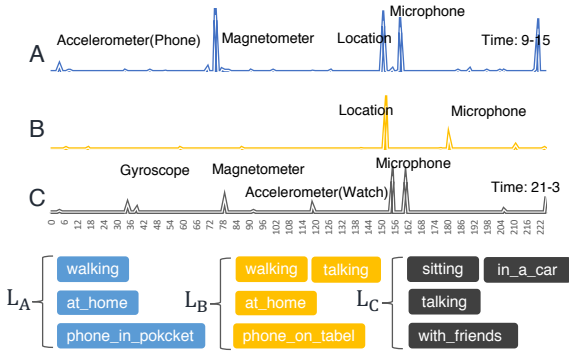 Microphone
Accelerometer(Phone) Magnetometer Location Time: 9-15
A
Location Microphone
B
Gyroscope Magnetometer Microphone
Accelerometer(Watch) Time: 21-3
C
0 6 12 18 24 30 36 42 48 54 60 66 72 78 84 90 96 102 108 114 120 126 132 138 144 150 156 162 168 174 180 186 192 198 204 210 216 222
L_A walking at_home phone_in_pokcket
L_B walking talking at_home phone_on_tabel
L_C sitting in_a_car talking with_friends